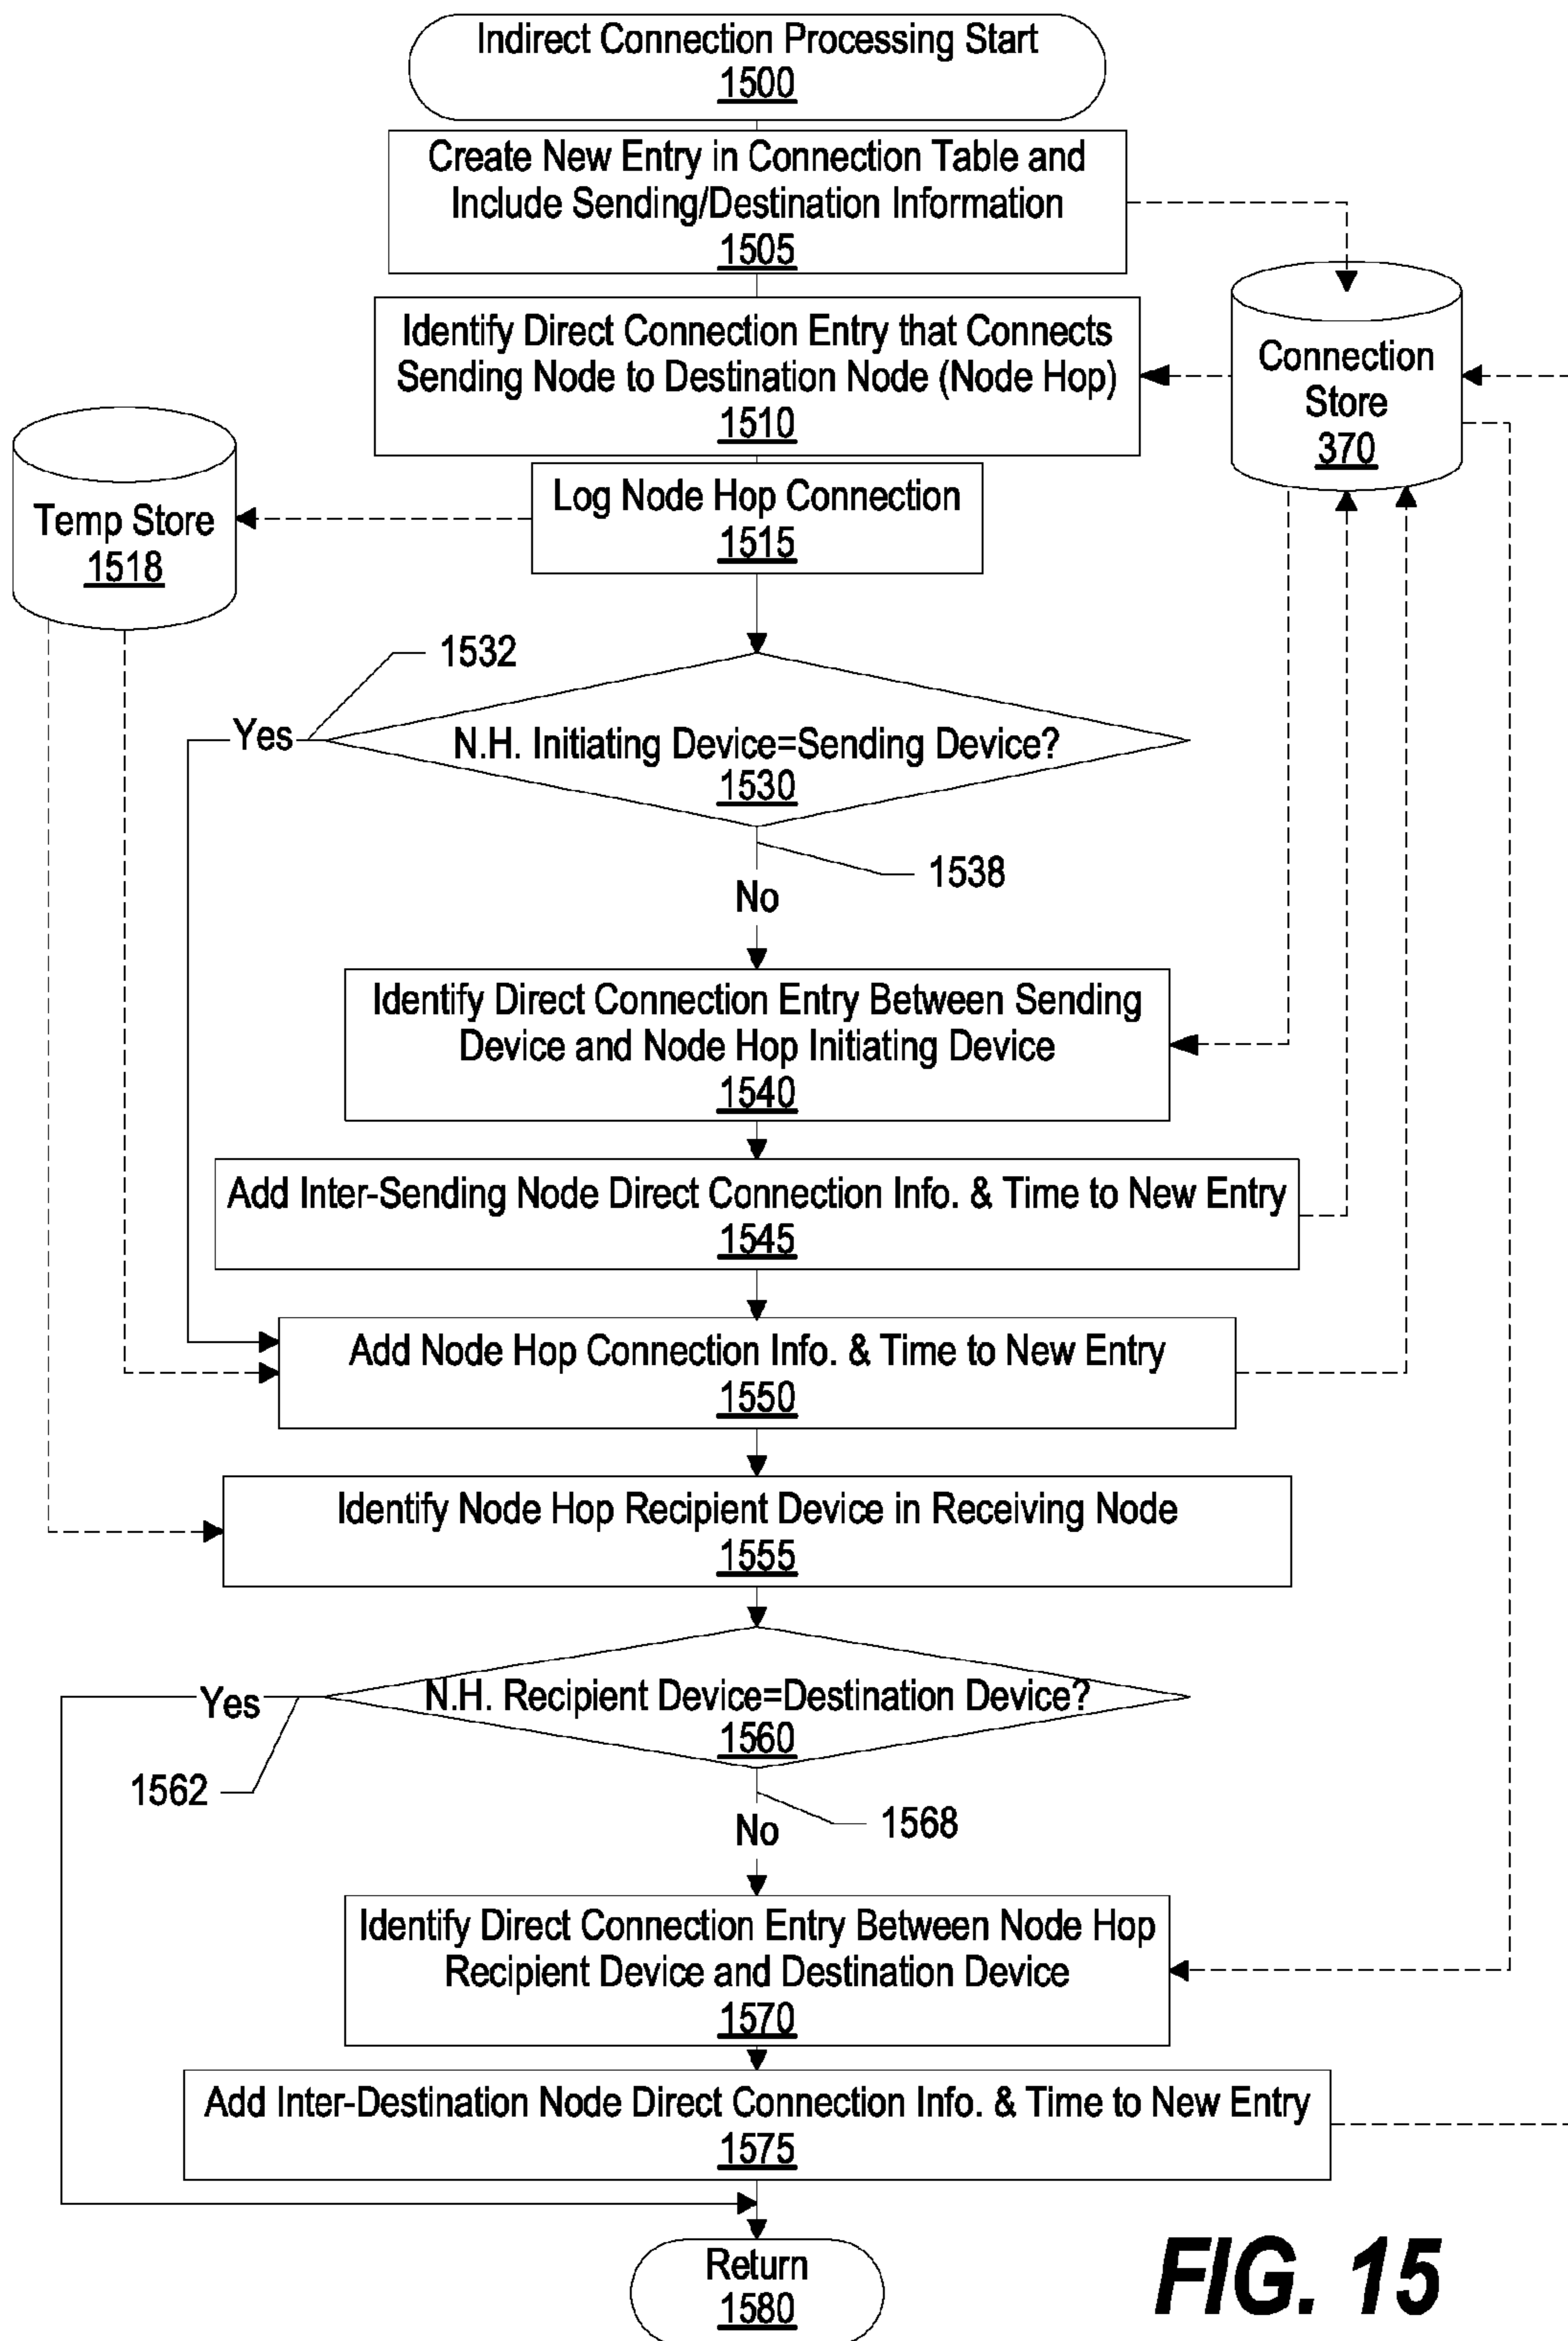 Indirect Connection Processing Start
1500
Create New Entry in Connection Table and
Include Sending/Destination Information
1505
Identify Direct Connection Entry that Connects
Sending Node to Destination Node (Node Hop)
1510
Connection
Store
370
Log Node Hop Connection
1515
Temp Store
1518
1532
Yes
N.H. Initiating Device=Sending Device?
1530
1538
No
Identify Direct Connection Entry Between Sending
Device and Node Hop Initiating Device
1540
Add Inter-Sending Node Direct Connection Info. & Time to New Entry
1545
Add Node Hop Connection Info. & Time to New Entry
1550
Identify Node Hop Recipient Device in Receiving Node
1555
Yes
N.H. Recipient Device=Destination Device?
1560
1562
1568
No
Identify Direct Connection Entry Between Node Hop
Recipient Device and Destination Device
1570
Add Inter-Destination Node Direct Connection Info. & Time to New Entry
1575
Return
1580
FIG. 15